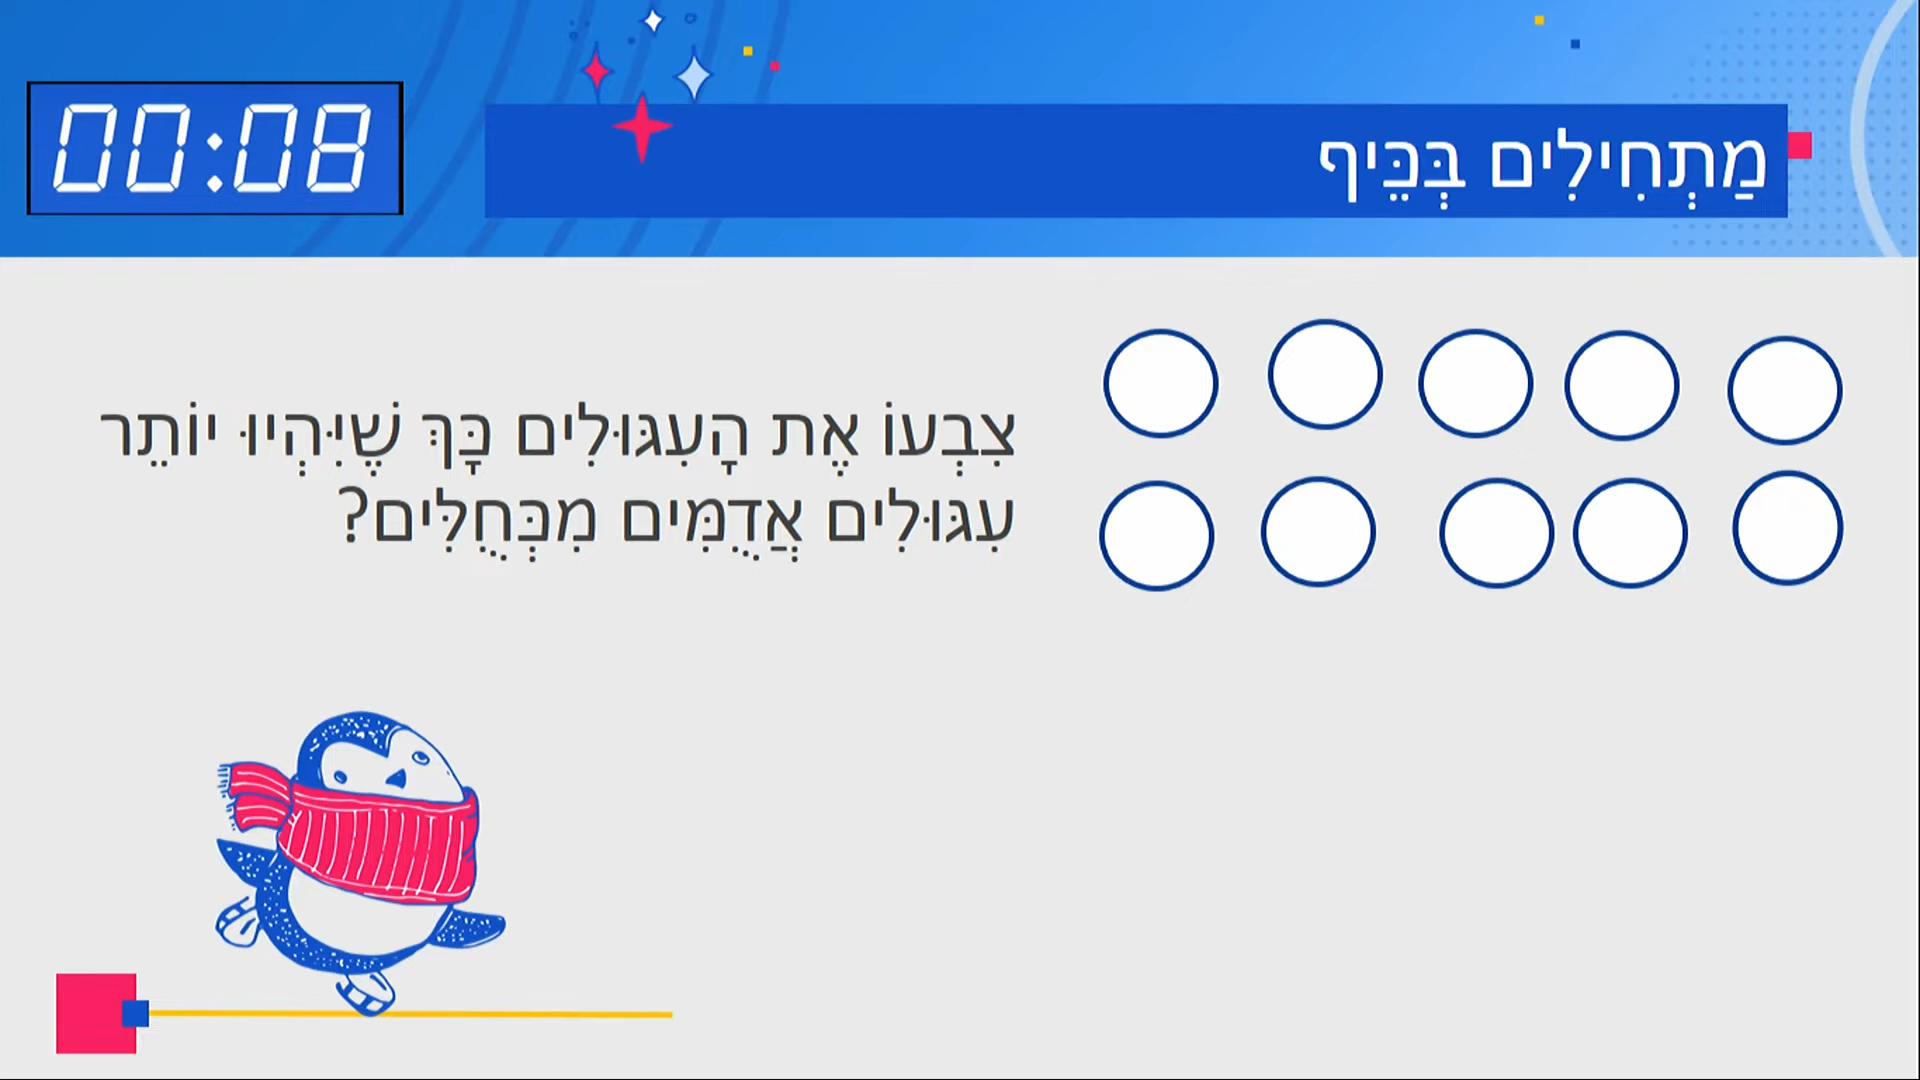 00:08
מַתְחִילִים בְּכֵּיף
צִבְעוֹ אֶת הָעִגּוּלִים כָּךְ שֶׁיִּהְיוּ יוֹתֵר
עִגּוּלִים אֲדֻמִּים מִכְּחֻלִּים?